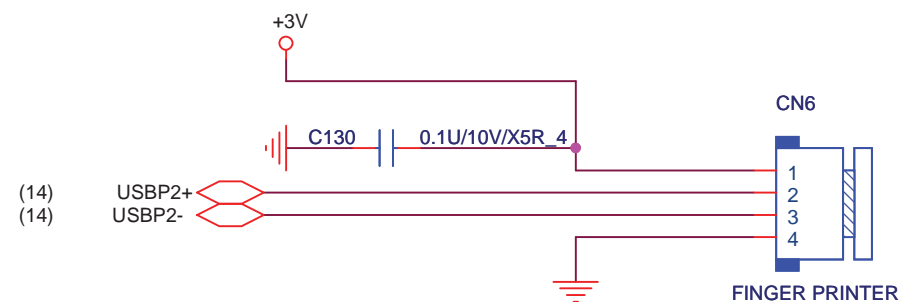 +3V
CN6
C130 0.1U/10V/X5R_4
1
(14) USBP2+ 2
(14) USBP2- 3
4
FINGER PRINTER